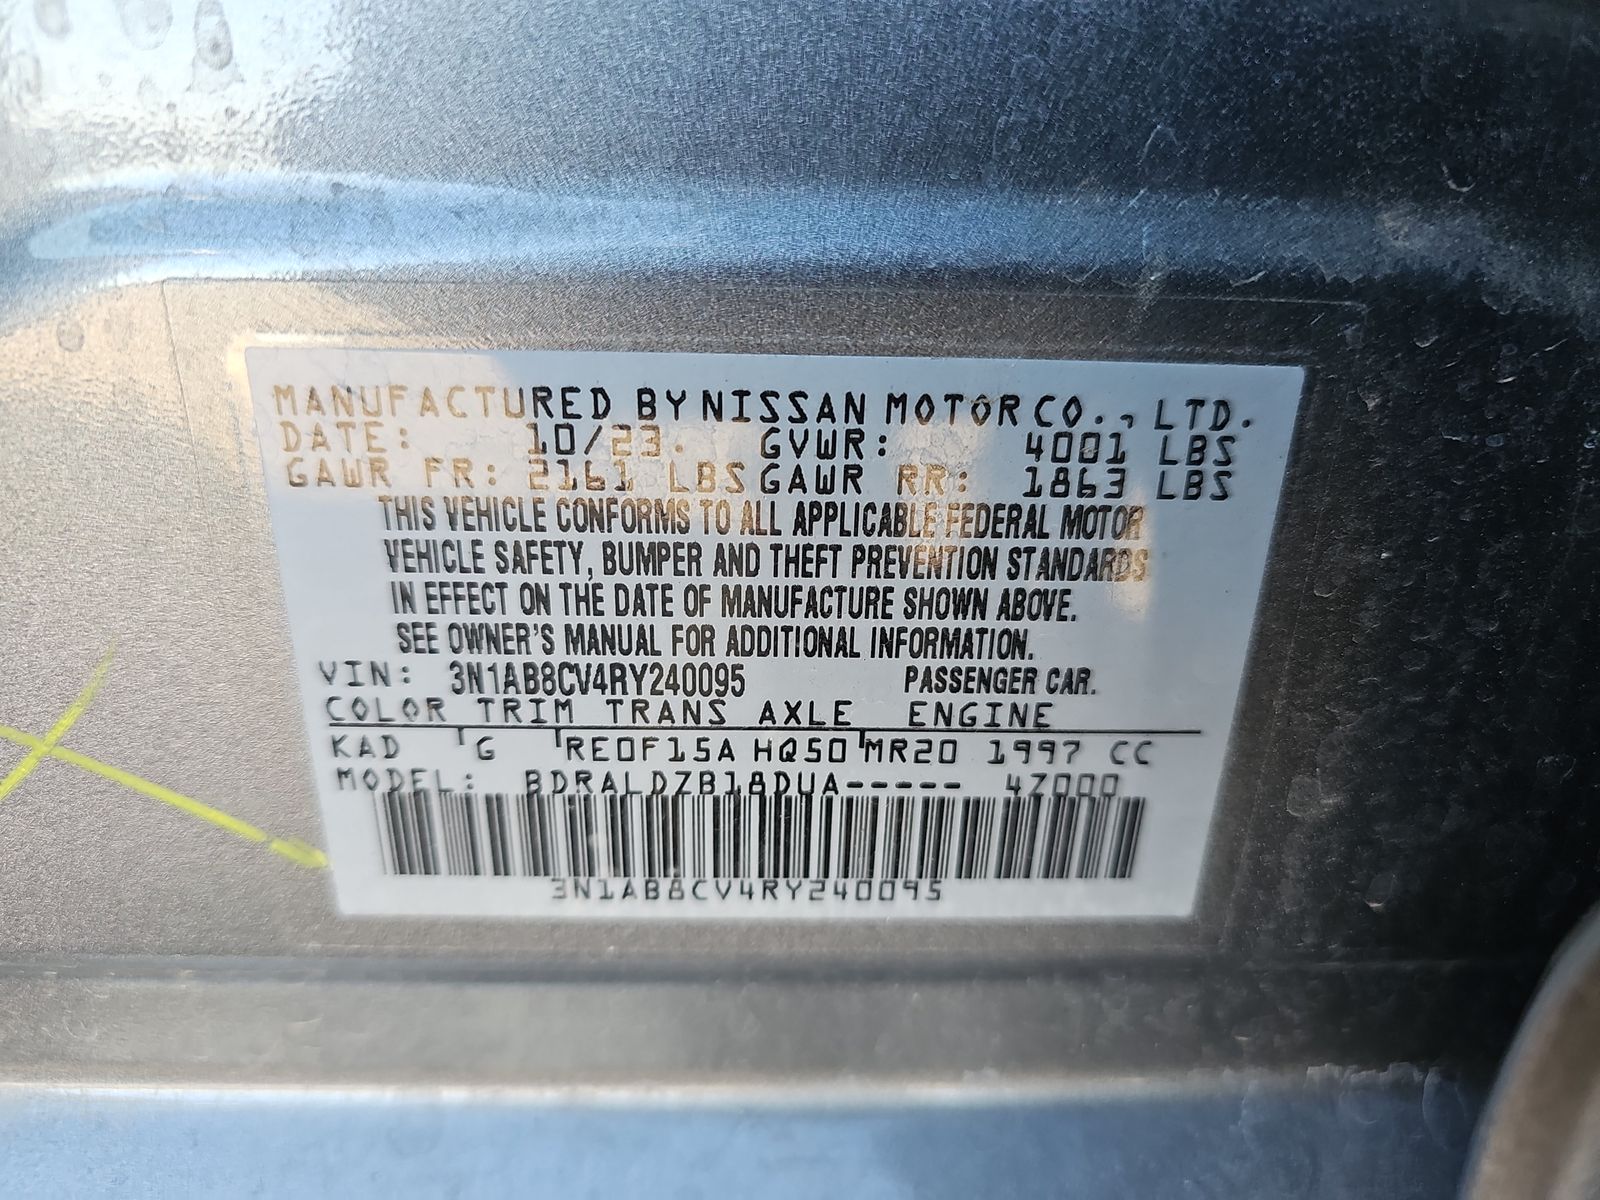 MANUFACTURED BY NISSAN MOTOR CO., LTD.
DATE: 10/23. GVWR: 4001 LBS
GAWR FR: 2161 LBS GAWR RR: 1863 LBS
THIS VEHICLE CONFORMS TO ALL APPLICABLE FEDERAL MOTOR
VEHICLE SAFETY, BUMPER AND THEFT PREVENTION STANDARDS
IN EFFECT ON THE DATE OF MANUFACTURE SHOWN ABOVE.
SEE OWNER'S MANUAL FOR ADDITIONAL INFORMATION.
VIN: 3N1AB8CV4RY240095 PASSENGER CAR.
COLOR TRIM TRANS AXLE ENGINE
KAD G RE0F15A HQ50 MR20 1997 CC
MODEL: BDRALDZB18DUA----- 4Z000
3N1AB8CV4RY240095